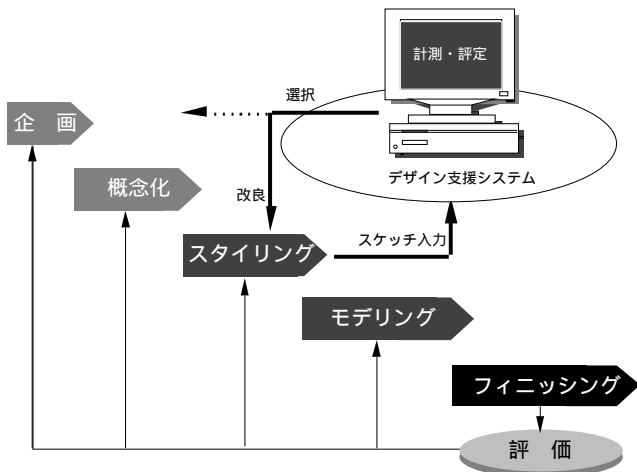 計測・評定
選択
企　画
デザイン支援システム
概念化
改良
スケッチ入力
スタイリング
モデリング
フィニッシング
評　価